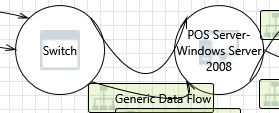 Switch
POS Server-
Windows Server
2008
Generic Data Flow